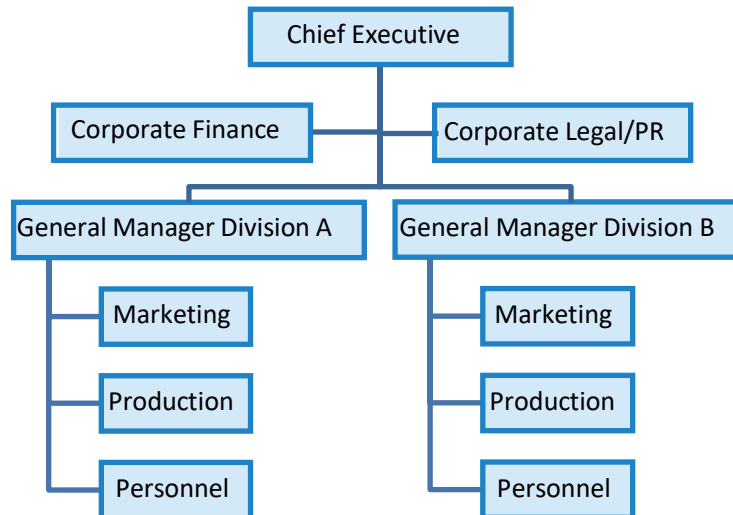 Chief Executive
Corporate Finance
Corporate Legal/PR
General Manager Division A
General Manager Division B
Marketing
Marketing
Production
Production
Personnel
Personnel